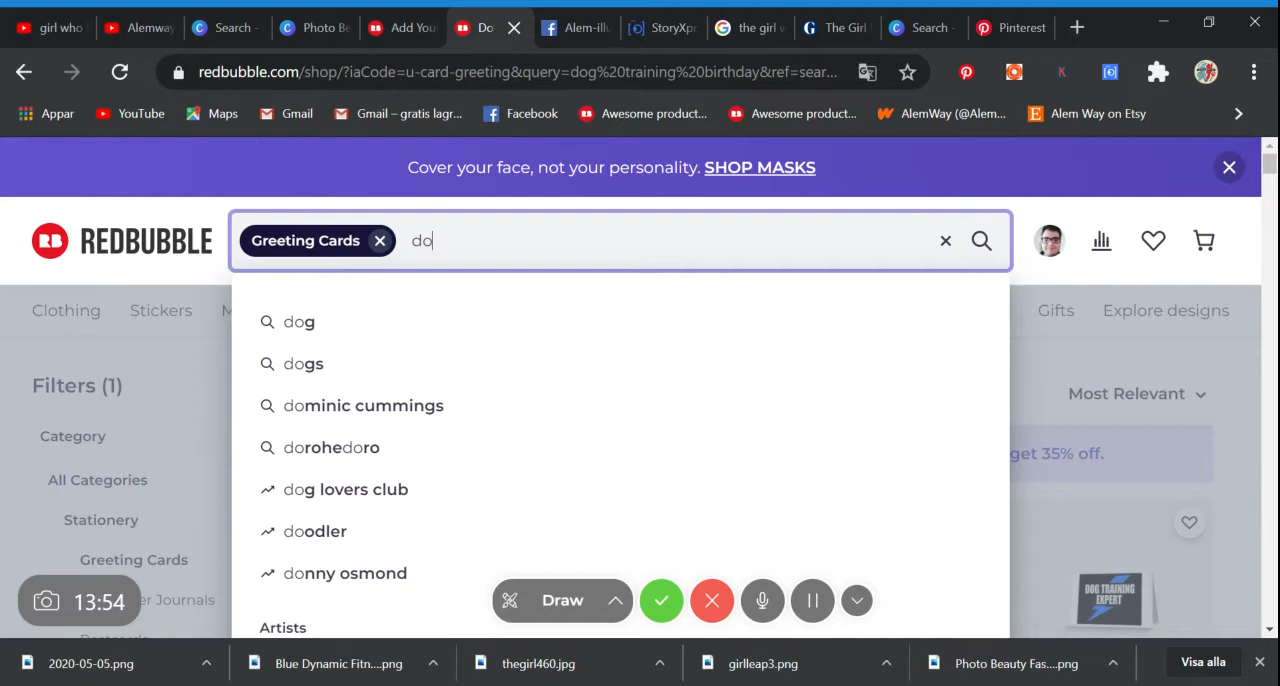 girl who
Alemway
Search -
Photo Be
Add You
Do
Alem-illu
StoryXpr
the girl w
The Girl
Search -
Pinterest
redbubble.com/shop/?iaCode=u-card-greeting&query=dog%20training%20birthday&ref=sear...
Appar
YouTube
Maps
Gmail
Gmail – gratis lagr...
Facebook
Awesome product...
Awesome product...
AlemWay (@Alem...
Alem Way on Etsy
Cover your face, not your personality. SHOP MASKS
RB REDBUBBLE
Greeting Cards
do
Clothing
Stickers
M
Gifts
Explore designs
dog
dogs
dominic cummings
dorohedoro
dog lovers club
doodler
donny osmond
Artists
Filters (1)
Category
All Categories
Stationery
Greeting Cards
er Journals
Most Relevant
get 35% off.
DOG TRAINING
EXPERT
13:54
Draw
2020-05-05.png
Blue Dynamic Fitn....png
thegirl460.jpg
girlleap3.png
Photo Beauty Fas....png
Visa alla